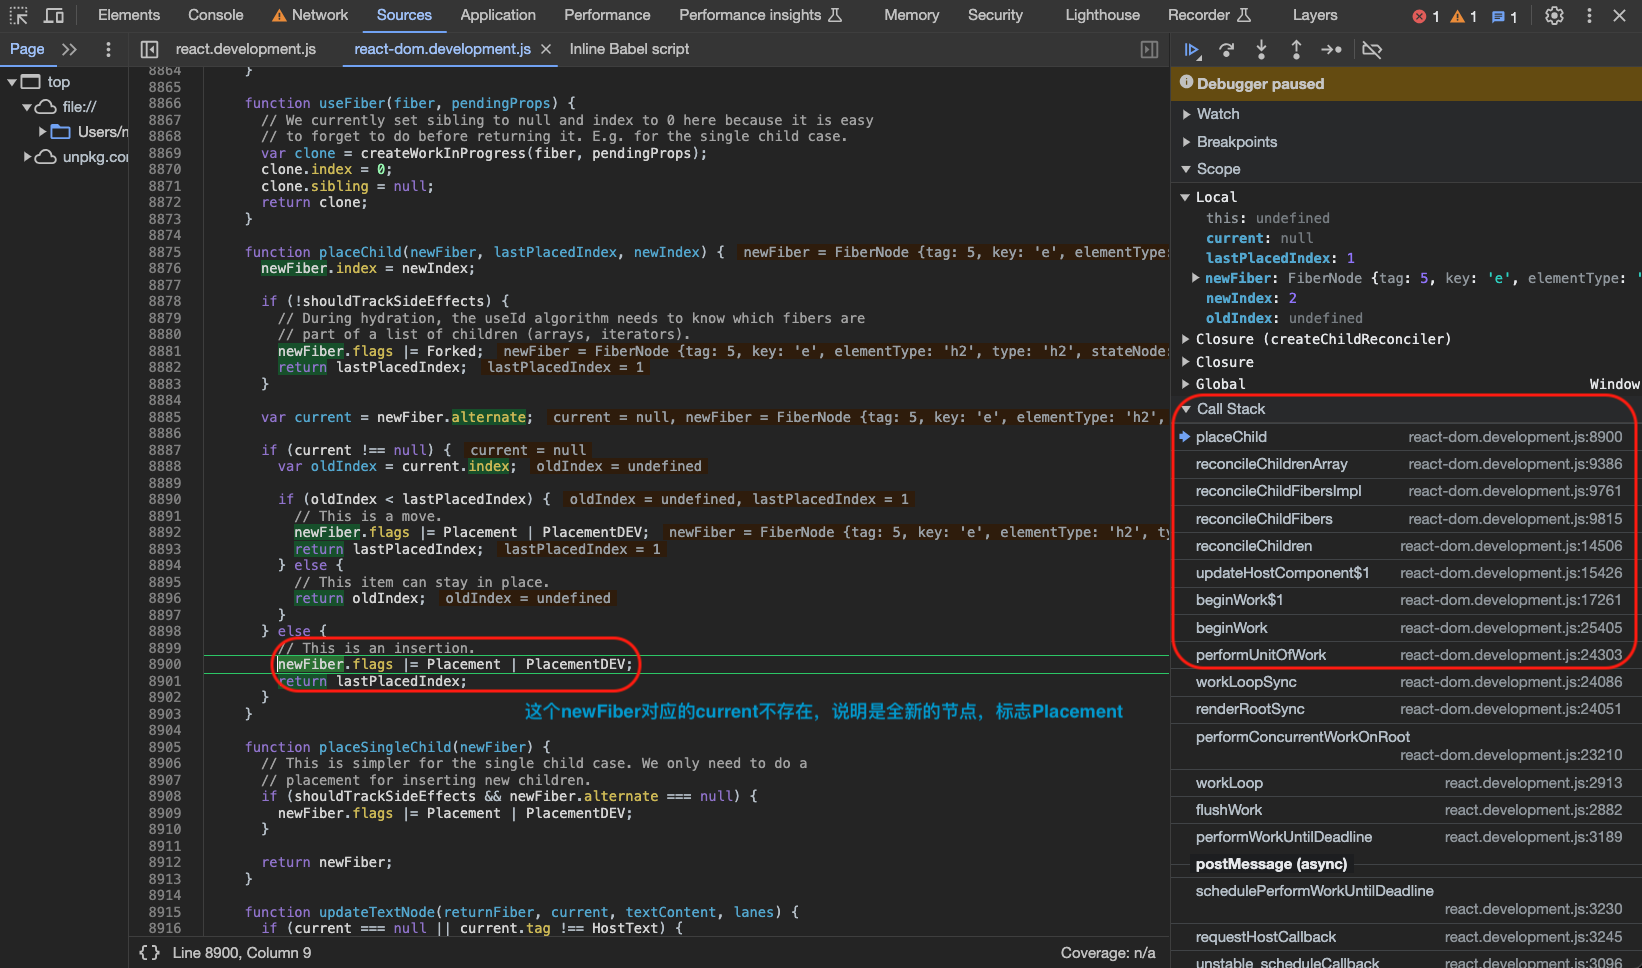 Elements Console Network Sources Application Performance Performance insights Memory Security Lighthouse Recorder Layers 1 1 1
Page react.development.js react-dom.development.js Inline Babel script
top
file://
Users/
unpkg.co
8864 }
8865
8866 function useFiber(fiber, pendingProps) {
8867 // We currently set sibling to null and index to 0 here because it is easy
8868 // to forget to do before returning it. E.g. for the single child case.
8869 var clone = createWorkInProgress(fiber, pendingProps);
8870 clone.index = 0;
8871 clone.sibling = null;
8872 return clone;
8873 }
8874
8875 function placeChild(newFiber, lastPlacedIndex, newIndex) { newFiber = FiberNode {tag: 5, key: 'e', elementType:
8876 newFiber.index = newIndex;
8877
8878 if (!shouldTrackSideEffects) {
8879 // During hydration, the useId algorithm needs to know which fibers are
8880 // part of a list of children (arrays, iterators).
8881 newFiber.flags |= Forked; newFiber = FiberNode {tag: 5, key: 'e', elementType: 'h2', type: 'h2', stateNode:
8882 return lastPlacedIndex; lastPlacedIndex = 1
8883 }
8884
8885 var current = newFiber.alternate; current = null, newFiber = FiberNode {tag: 5, key: 'e', elementType: 'h2',
8886
8887 if (current !== null) { current = null
8888 var oldIndex = current.index; oldIndex = undefined
8889
8890 if (oldIndex < lastPlacedIndex) { oldIndex = undefined, lastPlacedIndex = 1
8891 // This is a move.
8892 newFiber.flags |= Placement | PlacementDEV; newFiber = FiberNode {tag: 5, key: 'e', elementType: 'h2', ty
8893 return lastPlacedIndex; lastPlacedIndex = 1
8894 } else {
8895 // This item can stay in place.
8896 return oldIndex; oldIndex = undefined
8897 }
8898 } else {
8899 // This is an insertion.
8900 newFiber.flags |= Placement | PlacementDEV;
8901 return lastPlacedIndex;
8902 }
8903 }
这个newFiber对应的current不存在，说明是全新的节点，标志Placement
8904
8905 function placeSingleChild(newFiber) {
8906 // This is simpler for the single child case. We only need to do a
8907 // placement for inserting new children.
8908 if (shouldTrackSideEffects && newFiber.alternate === null) {
8909 newFiber.flags |= Placement | PlacementDEV;
8910 }
8911
8912 return newFiber;
8913 }
8914
8915 function updateTextNode(returnFiber, current, textContent, lanes) {
8916 if (current === null || current.tag !== HostText) {
{} Line 8900, Column 9 Coverage: n/a
Debugger paused
Watch
Breakpoints
Scope
Local
this: undefined
current: null
lastPlacedIndex: 1
newFiber: FiberNode {tag: 5, key: 'e', elementType: '
newIndex: 2
oldIndex: undefined
Closure (createChildReconciler)
Closure
Global Window
Call Stack
placeChild react-dom.development.js:8900
reconcileChildrenArray react-dom.development.js:9386
reconcileChildFibersImpl react-dom.development.js:9761
reconcileChildFibers react-dom.development.js:9815
reconcileChildren react-dom.development.js:14506
updateHostComponent$1 react-dom.development.js:15426
beginWork$1 react-dom.development.js:17261
beginWork react-dom.development.js:25405
performUnitOfWork react-dom.development.js:24303
workLoopSync react-dom.development.js:24086
renderRootSync react-dom.development.js:24051
performConcurrentWorkOnRoot
react-dom.development.js:23210
workLoop react.development.js:2913
flushWork react.development.js:2882
performWorkUntilDeadline react.development.js:3189
postMessage (async)
schedulePerformWorkUntilDeadline
react.development.js:3230
requestHostCallback react.development.js:3245
unstable_scheduleCallback react.development.js:3096